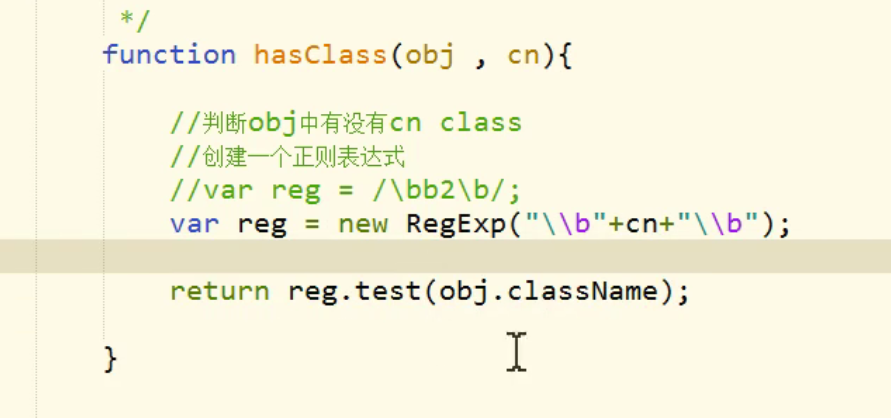 */
function hasClass(obj , cn){
//判断obj中有没有cn class
//创建一个正则表达式
//var reg = /\bb2\b/;
var reg = new RegExp("\\b"+cn+"\\b");
return reg.test(obj.className);
}